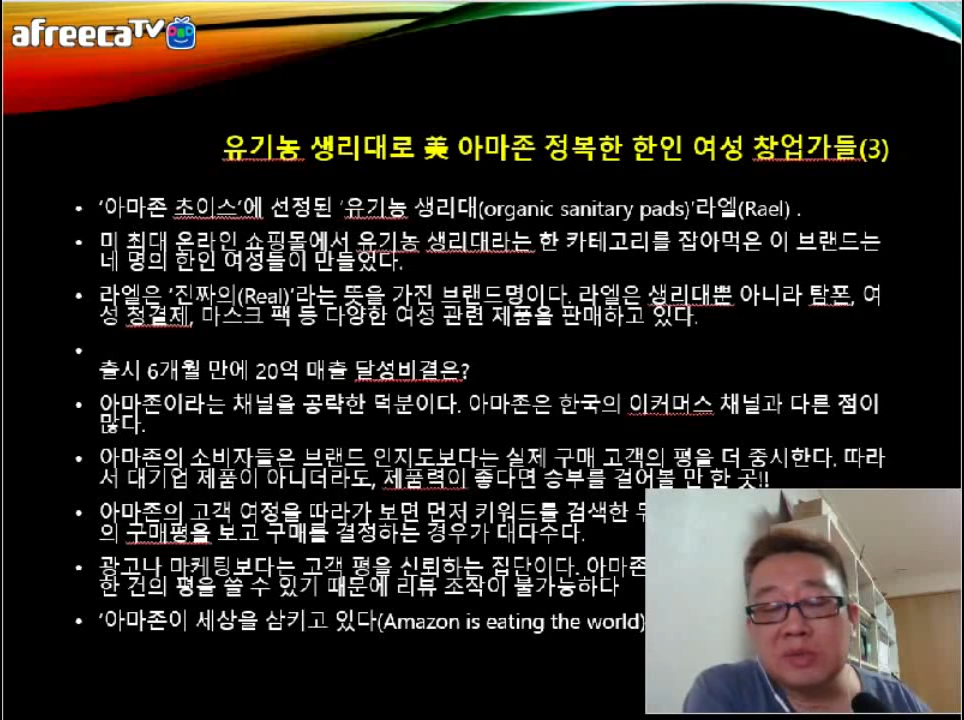 afreecaTV
유기농 생리대로 美 아마존 정복한 한인 여성 창업가들(3)
• ‘아마존 초이스’에 선정된 ‘유기농 생리대(organic sanitary pads)’라엘(Rael) .
• 미 최대 온라인 쇼핑몰에서 유기농 생리대라는 한 카테고리를 잡아먹은 이 브랜드는
네 명의 한인 여성들이 만들었다.
• 라엘은 ‘진짜의(Real)’라는 뜻을 가진 브랜드명이다. 라엘은 생리대뿐 아니라 탐폰, 여
성 청결제, 마스크 팩 등 다양한 여성 관련 제품을 판매하고 있다.
•
출시 6개월 만에 20억 매출 달성비결은?
• 아마존이라는 채널을 공략한 덕분이다. 아마존은 한국의 이커머스 채널과 다른 점이
많다.
• 아마존의 소비자들은 브랜드 인지도보다는 실제 구매 고객의 평을 더 중시한다. 따라
서 대기업 제품이 아니더라도, 제품력이 좋다면 승부를 걸어볼 만 한 곳!!
• 아마존의 고객 여정을 따라가 보면 먼저 키워드를 검색한
의 구매평을 보고 구매를 결정하는 경우가 대다수다.
• 광고나 마케팅보다는 고객 평을 신뢰하는 집단이다. 아마존
한 건의 평을 쓸 수 있기 때문에 리뷰 조작이 불가능하다
• ‘아마존이 세상을 삼키고 있다(Amazon is eating the world)